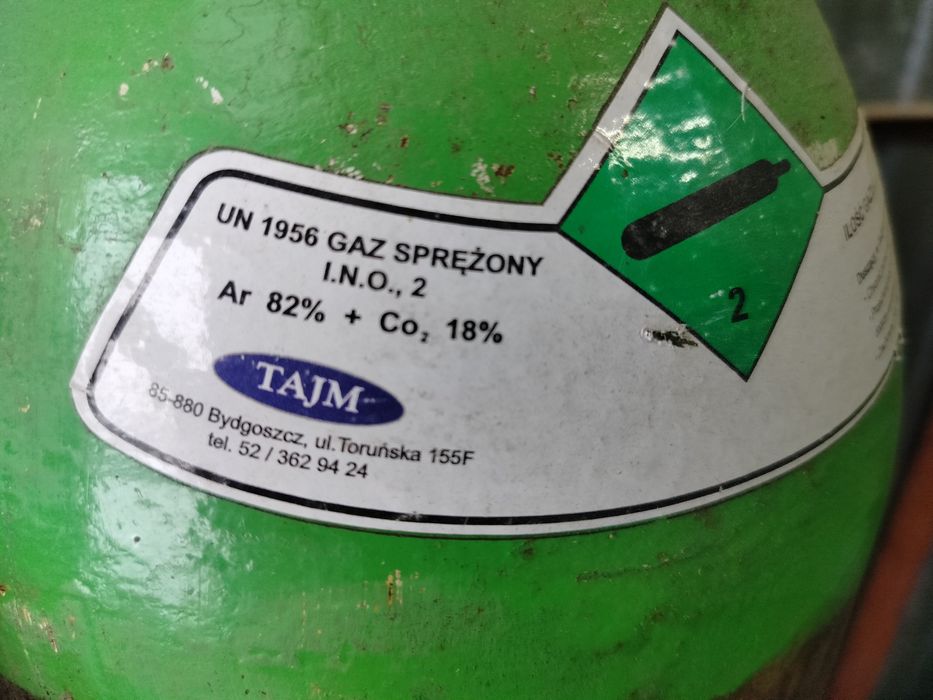 UN 1956 GAZ SPRĘŻONY
I.N.O., 2
Ar 82% + Co₂ 18%
TAJM
85-880 Bydgoszcz, ul.Toruńska 155F
tel. 52 / 362 94 24
2
ILOŚĆ